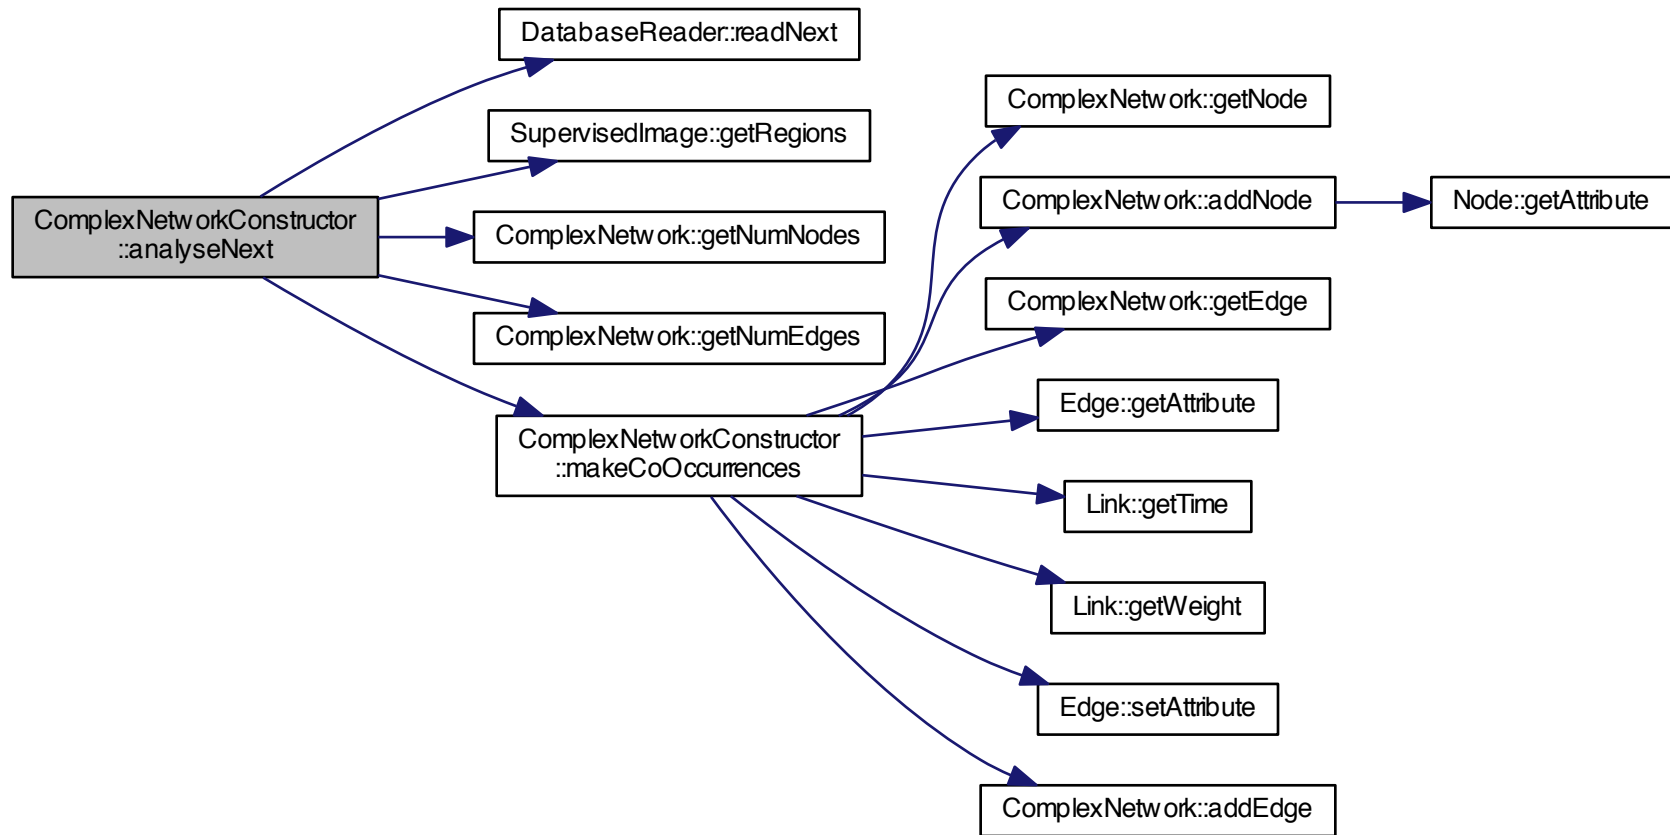 DatabaseReader::readNext
SupervisedImage::getRegions
ComplexNetworkConstructor
::analyseNext
ComplexNetwork::getNumNodes
ComplexNetwork::getNumEdges
ComplexNetworkConstructor
::makeCoOccurrences
ComplexNetwork::getNode
ComplexNetwork::addNode
Node::getAttribute
ComplexNetwork::getEdge
Edge::getAttribute
Link::getTime
Link::getWeight
Edge::setAttribute
ComplexNetwork::addEdge